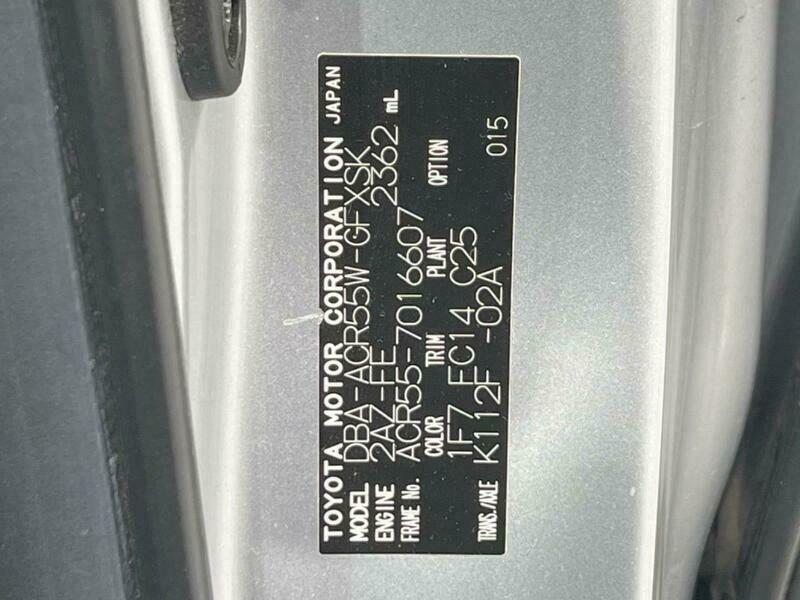 TOYOTA MOTOR CORPORATION JAPAN
MODEL DBA-ACR55W-GFXSK
ENGINE 2AZ-FE 2362 mL
FRAME No. ACR55-7016607
COLOR TRIM PLANT OPTION
1F7 FC14 C25
TRANS./AXLE K112F -02A 015